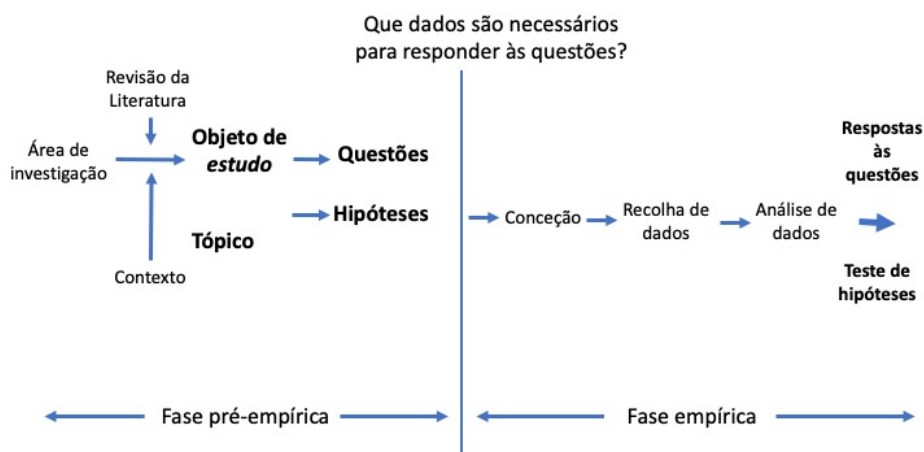 Que dados são necessários
para responder às questões?
Revisão da
Literatura
Área de
investigação
Objeto de
estudo
Tópico
Contexto
Questões
Hipóteses
Conceção
Recolha de
dados
Análise de
dados
Respostas
às
questões
Teste de
hipóteses
Fase pré-empírica
Fase empírica